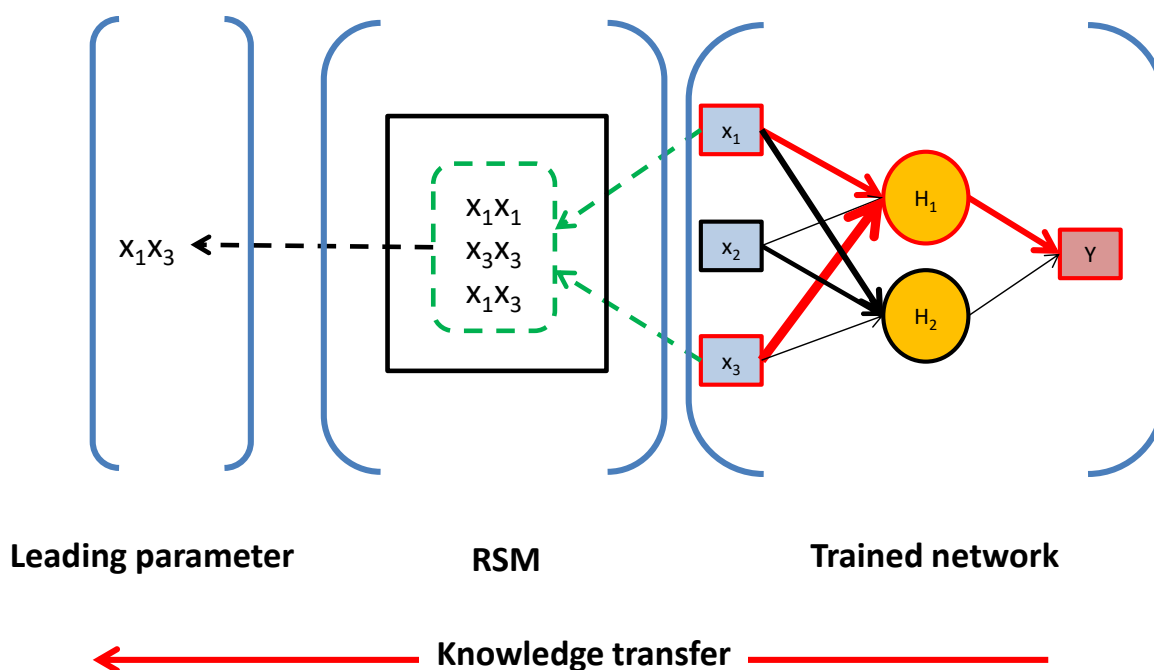 x₁x₃
x₁x₁
x₃x₃
x₁x₃
x₁
x₂
x₃
H₁
H₂
Y
Leading parameter
RSM
Trained network
Knowledge transfer